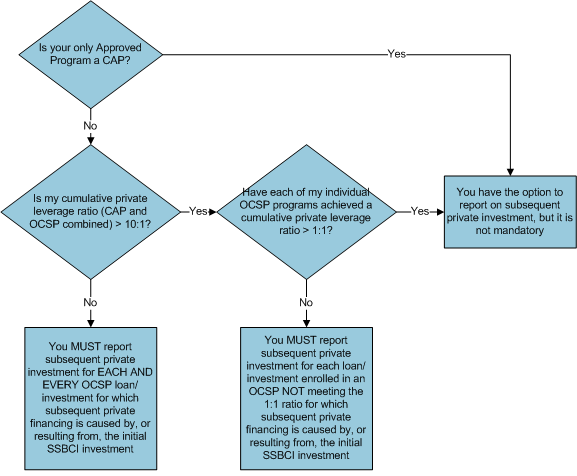 Is your only Approved
Program a CAP?
Yes
No
Is my cumulative private
leverage ratio (CAP and
OCSP combined) > 10:1?
Yes
Have each of my individual
OCSP programs achieved a
cumulative private leverage
ratio > 1:1?
Yes
You have the option to
report on subsequent
private investment, but it is
not mandatory
No
No
You MUST report
subsequent private
investment for EACH AND
EVERY OCSP loan/
investment for which
subsequent private
financing is caused by, or
resulting from, the initial
SSBCI investment
You MUST report
subsequent private
investment for each loan/
investment enrolled in an
OCSP NOT meeting the
1:1 ratio for which
subsequent private
financing is caused by, or
resulting from, the initial
SSBCI investment